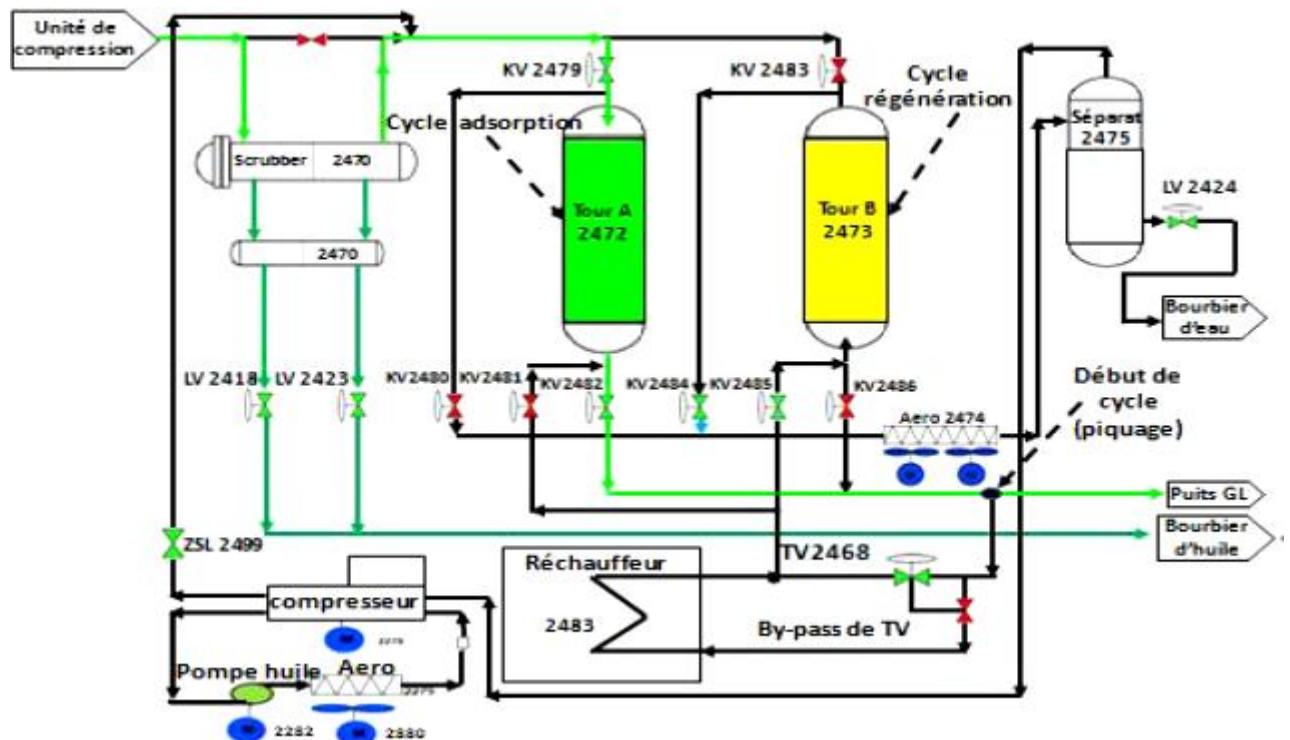 Unité de
compression
KV 2479
KV 2483
Cycle
régénération
Cycle adsorption
Scrubber 2470
2470
Tour A
2472
Tour B
2473
Séparat
2475
LV 2424
Bourbier
d'eau
LV 2418
LV 2423
KV2480
KV2481
KV2482
KV2484
KV2485
KV2486
Aero 2474
Début de
cycle
(piquage)
Puits GL
Bourbier
d'huile
ZSL 2499
Réchauffeur
2483
TV2468
By-pass de TV
compresseur
Pompe huile
Aero
2282